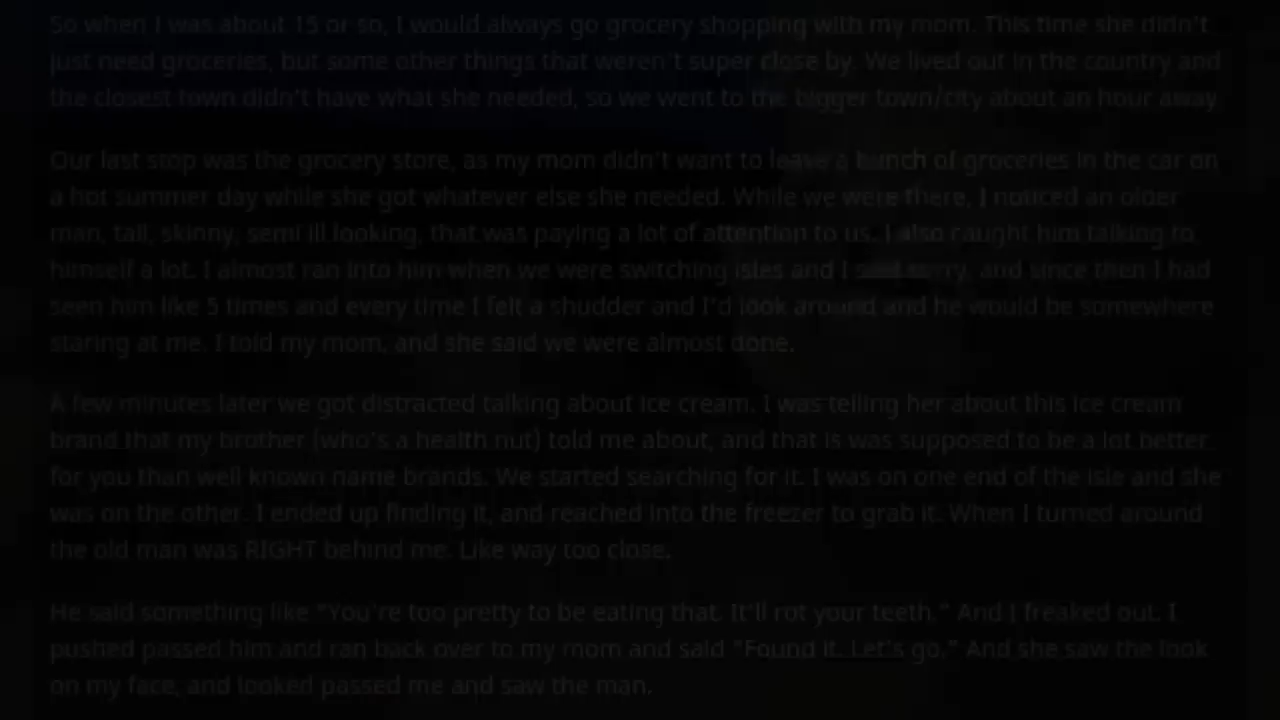 So when I was about 15 or so, I would always go grocery shopping with my mom. This time she didn't
just need groceries, but some other things that weren't super close by. We lived out in the country and
the closest town didn't have what she needed, so we went to the bigger town/city about an hour away.
Our last stop was the grocery store, as my mom didn't want to leave a bunch of groceries in the car on
a hot summer day while she got whatever else she needed. While we were there, I noticed an older
man, tall, skinny, semi ill looking, that was paying a lot of attention to us. I also caught him talking to
himself a lot. I almost ran into him when we were switching isles and I said sorry, and since then I had
seen him like 5 times and every time I felt a shudder and I'd look around and he would be somewhere
staring at me. I told my mom, and she said we were almost done.
A few minutes later we got distracted talking about ice cream. I was telling her about this ice cream
brand that my brother (who's a health nut) told me about, and that is was supposed to be a lot better
for you than well known name brands. We started searching for it. I was on one end of the isle and she
was on the other. I ended up finding it, and reached into the freezer to grab it. When I turned around
the old man was RIGHT behind me. Like way too close.
He said something like "You're too pretty to be eating that. It'll rot your teeth." And I freaked out. I
pushed passed him and ran back over to my mom and said "Found it. Let's go." And she saw the look
on my face, and looked passed me and saw the man.